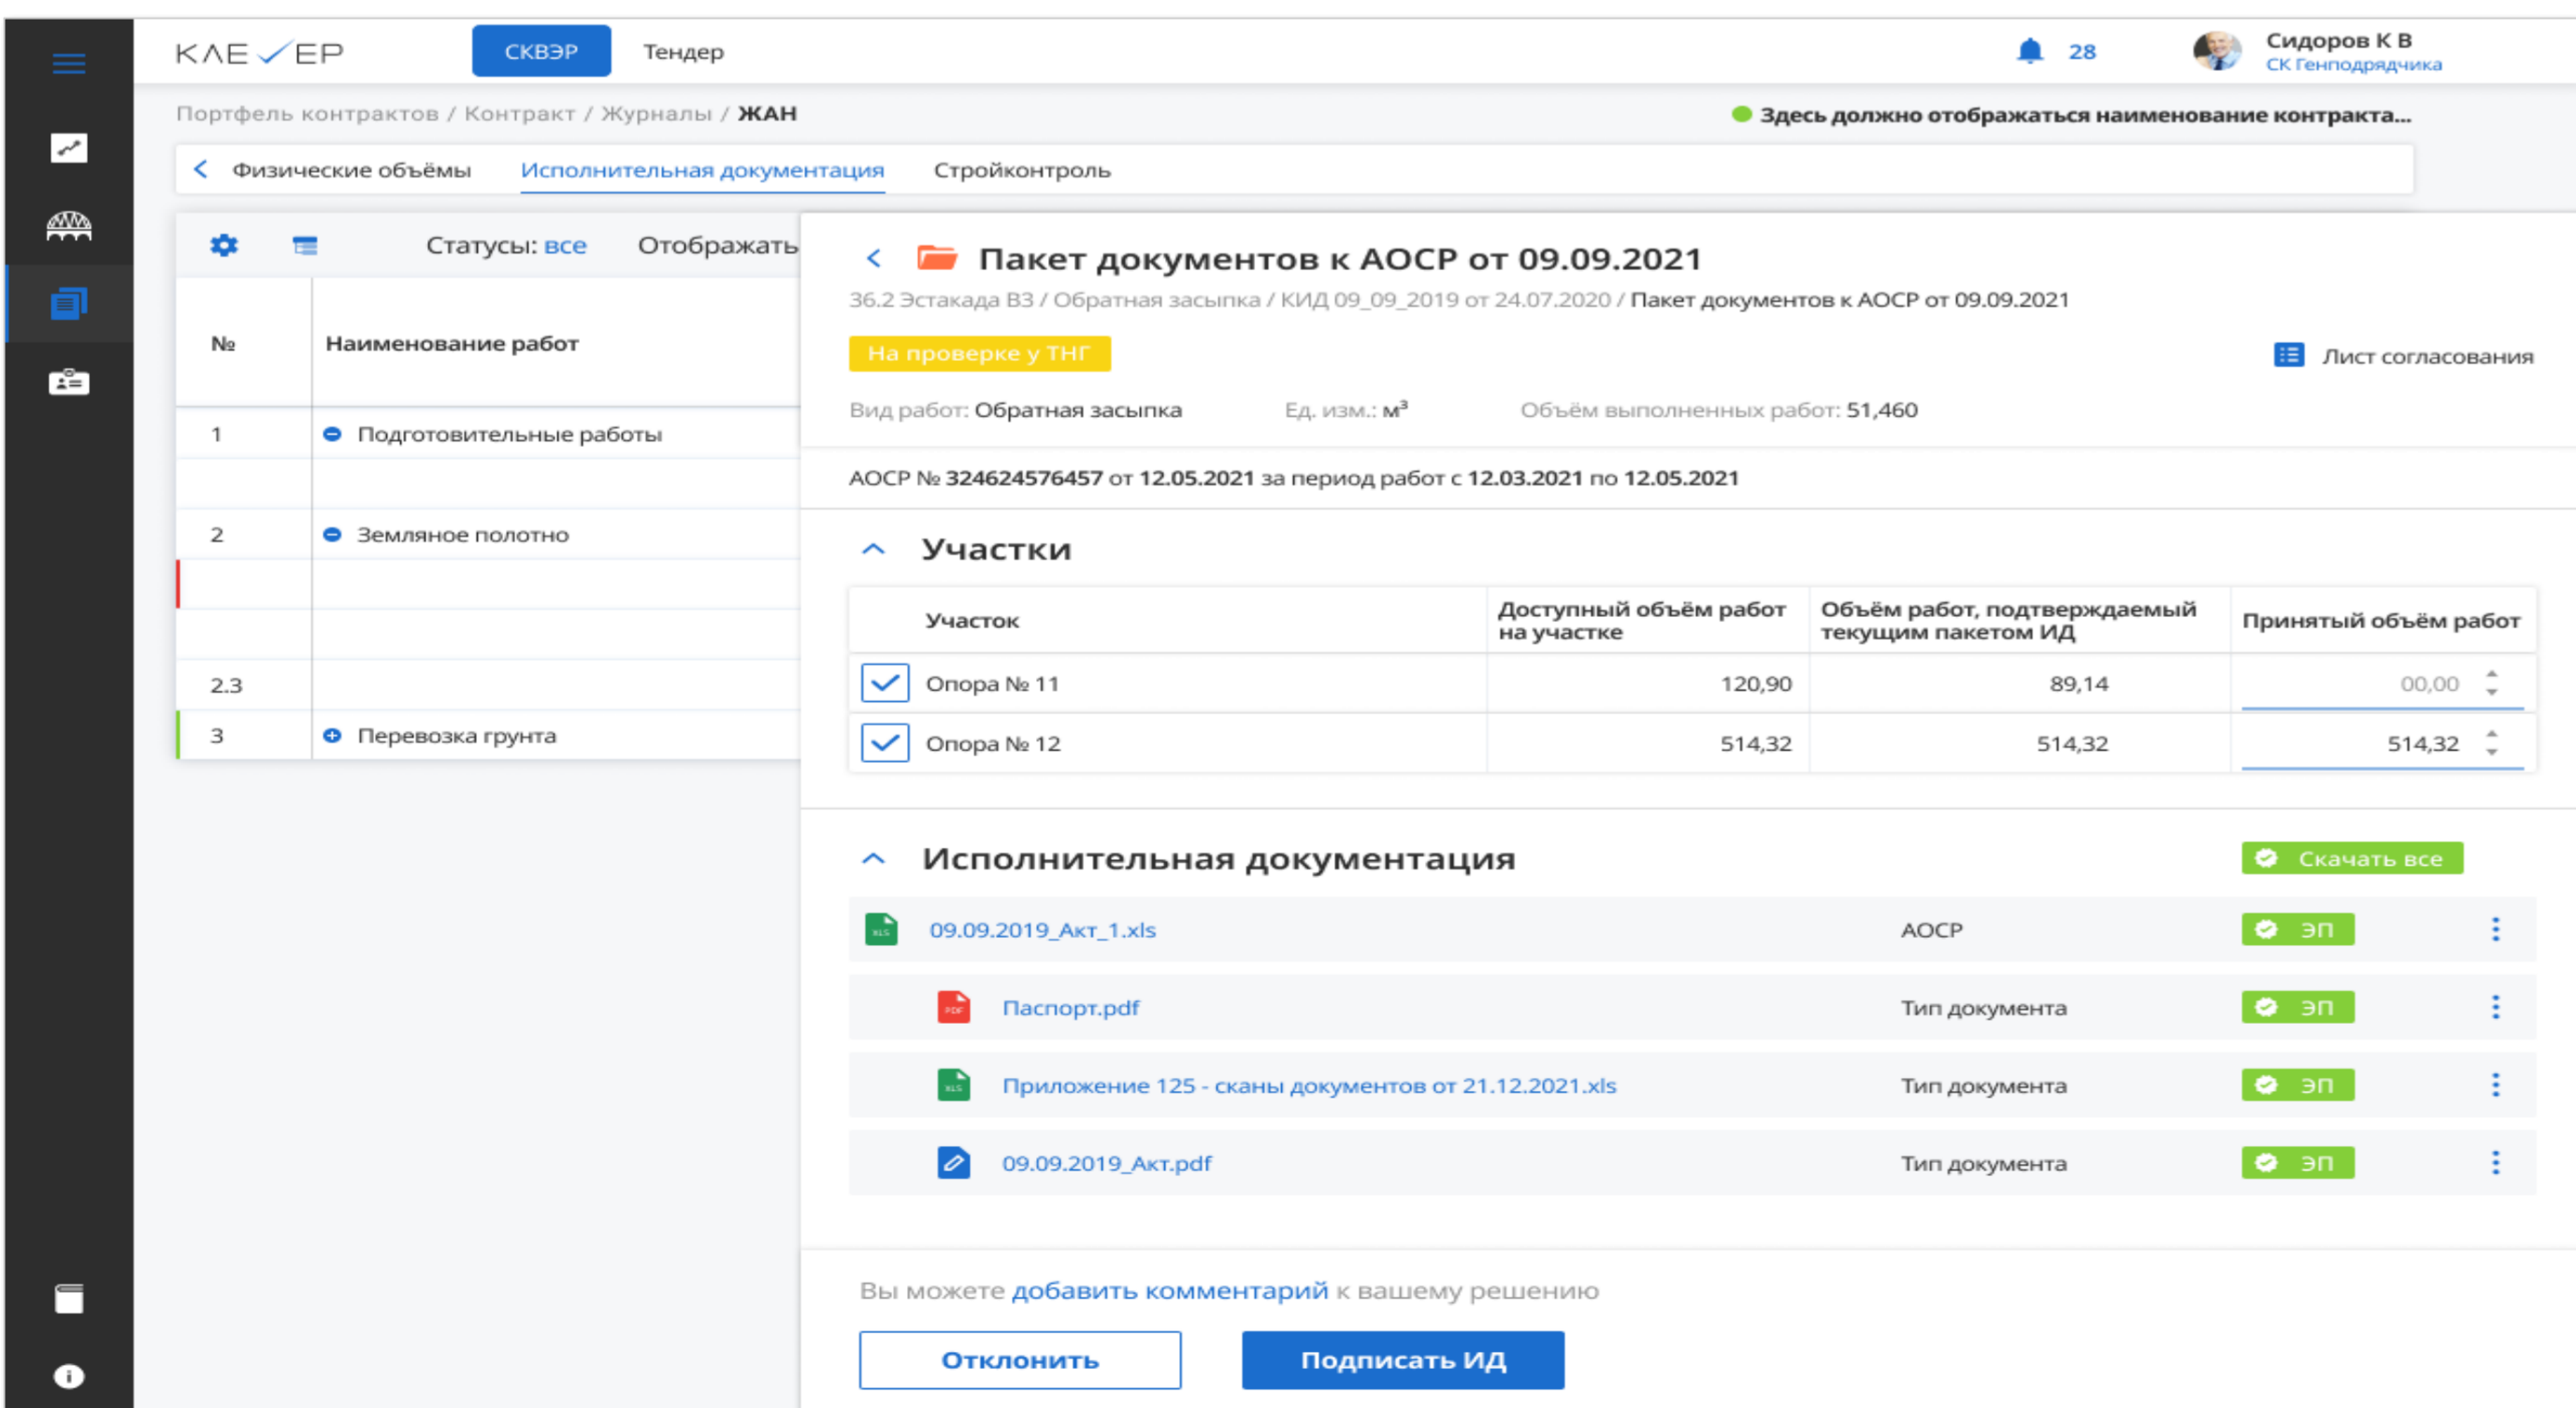 КЛЕВЕР
СКВЭР
Тендер
28
Сидоров К В
СК Генподрядчика
Портфель контрактов / Контракт / Журналы / ЖАН
Здесь должно отображаться наименование контракта...
Физические объёмы
Исполнительная документация
Стройконтроль
Статусы: все
Отображать
№
Наименование работ
1
Подготовительные работы
2
Земляное полотно
2.3
3
Перевозка грунта
Пакет документов к АОСР от 09.09.2021
36.2 Эстакада В3 / Обратная засыпка / КИД 09_09_2019 от 24.07.2020 / Пакет документов к АОСР от 09.09.2021
На проверке у ТНГ
Лист согласования
Вид работ: Обратная засыпка
Ед. изм.: м³
Объём выполненных работ: 51,460
АОСР № 324624576457 от 12.05.2021 за период работ с 12.03.2021 по 12.05.2021
Участки
Участок
Доступный объём работ
на участке
Объём работ, подтверждаемый
текущим пакетом ИД
Принятый объём работ
Опора № 11
120,90
89,14
00,00
Опора № 12
514,32
514,32
514,32
Исполнительная документация
Скачать все
XLS
09.09.2019_Акт_1.xls
АОСР
ЭП
PDF
Паспорт.pdf
Тип документа
ЭП
XLS
Приложение 125 - сканы документов от 21.12.2021.xls
Тип документа
ЭП
09.09.2019_Акт.pdf
Тип документа
ЭП
Вы можете добавить комментарий к вашему решению
Отклонить
Подписать ИД